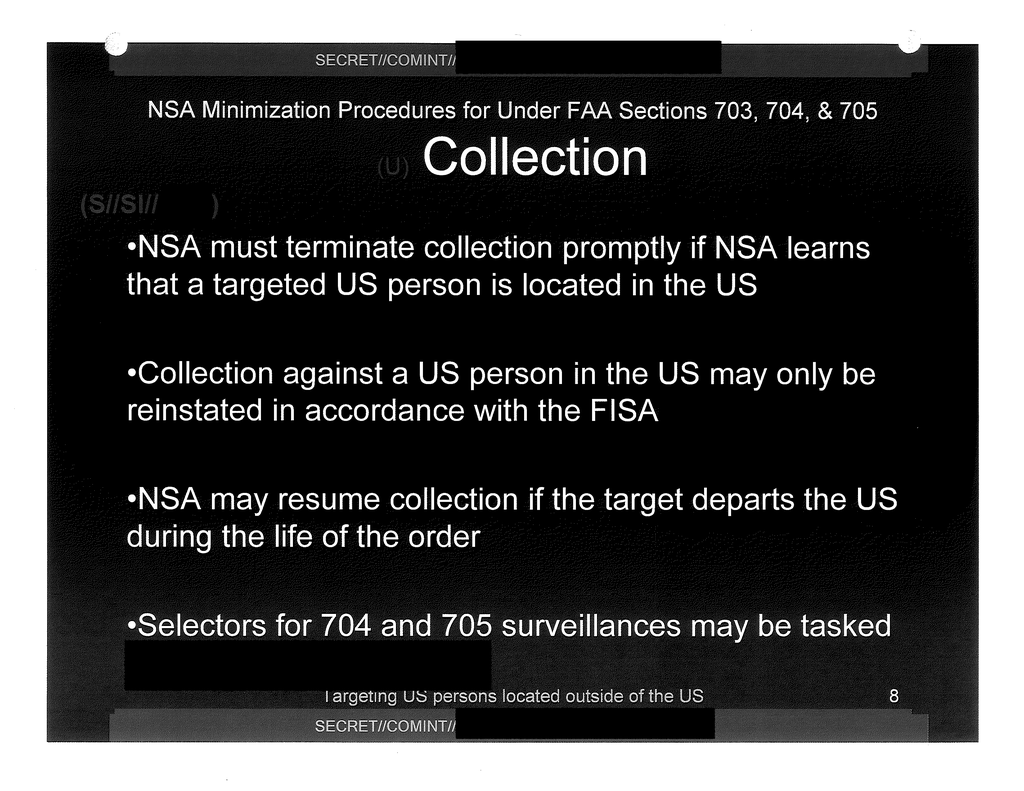 SECRET//COMINT//
NSA Minimization Procedures for Under FAA Sections 703, 704, & 705
(U) Collection
(S//SI// )
•NSA must terminate collection promptly if NSA learns
that a targeted US person is located in the US
•Collection against a US person in the US may only be
reinstated in accordance with the FISA
•NSA may resume collection if the target departs the US
during the life of the order
•Selectors for 704 and 705 surveillances may be tasked
Targeting US persons located outside of the US 8
SECRET//COMINT//